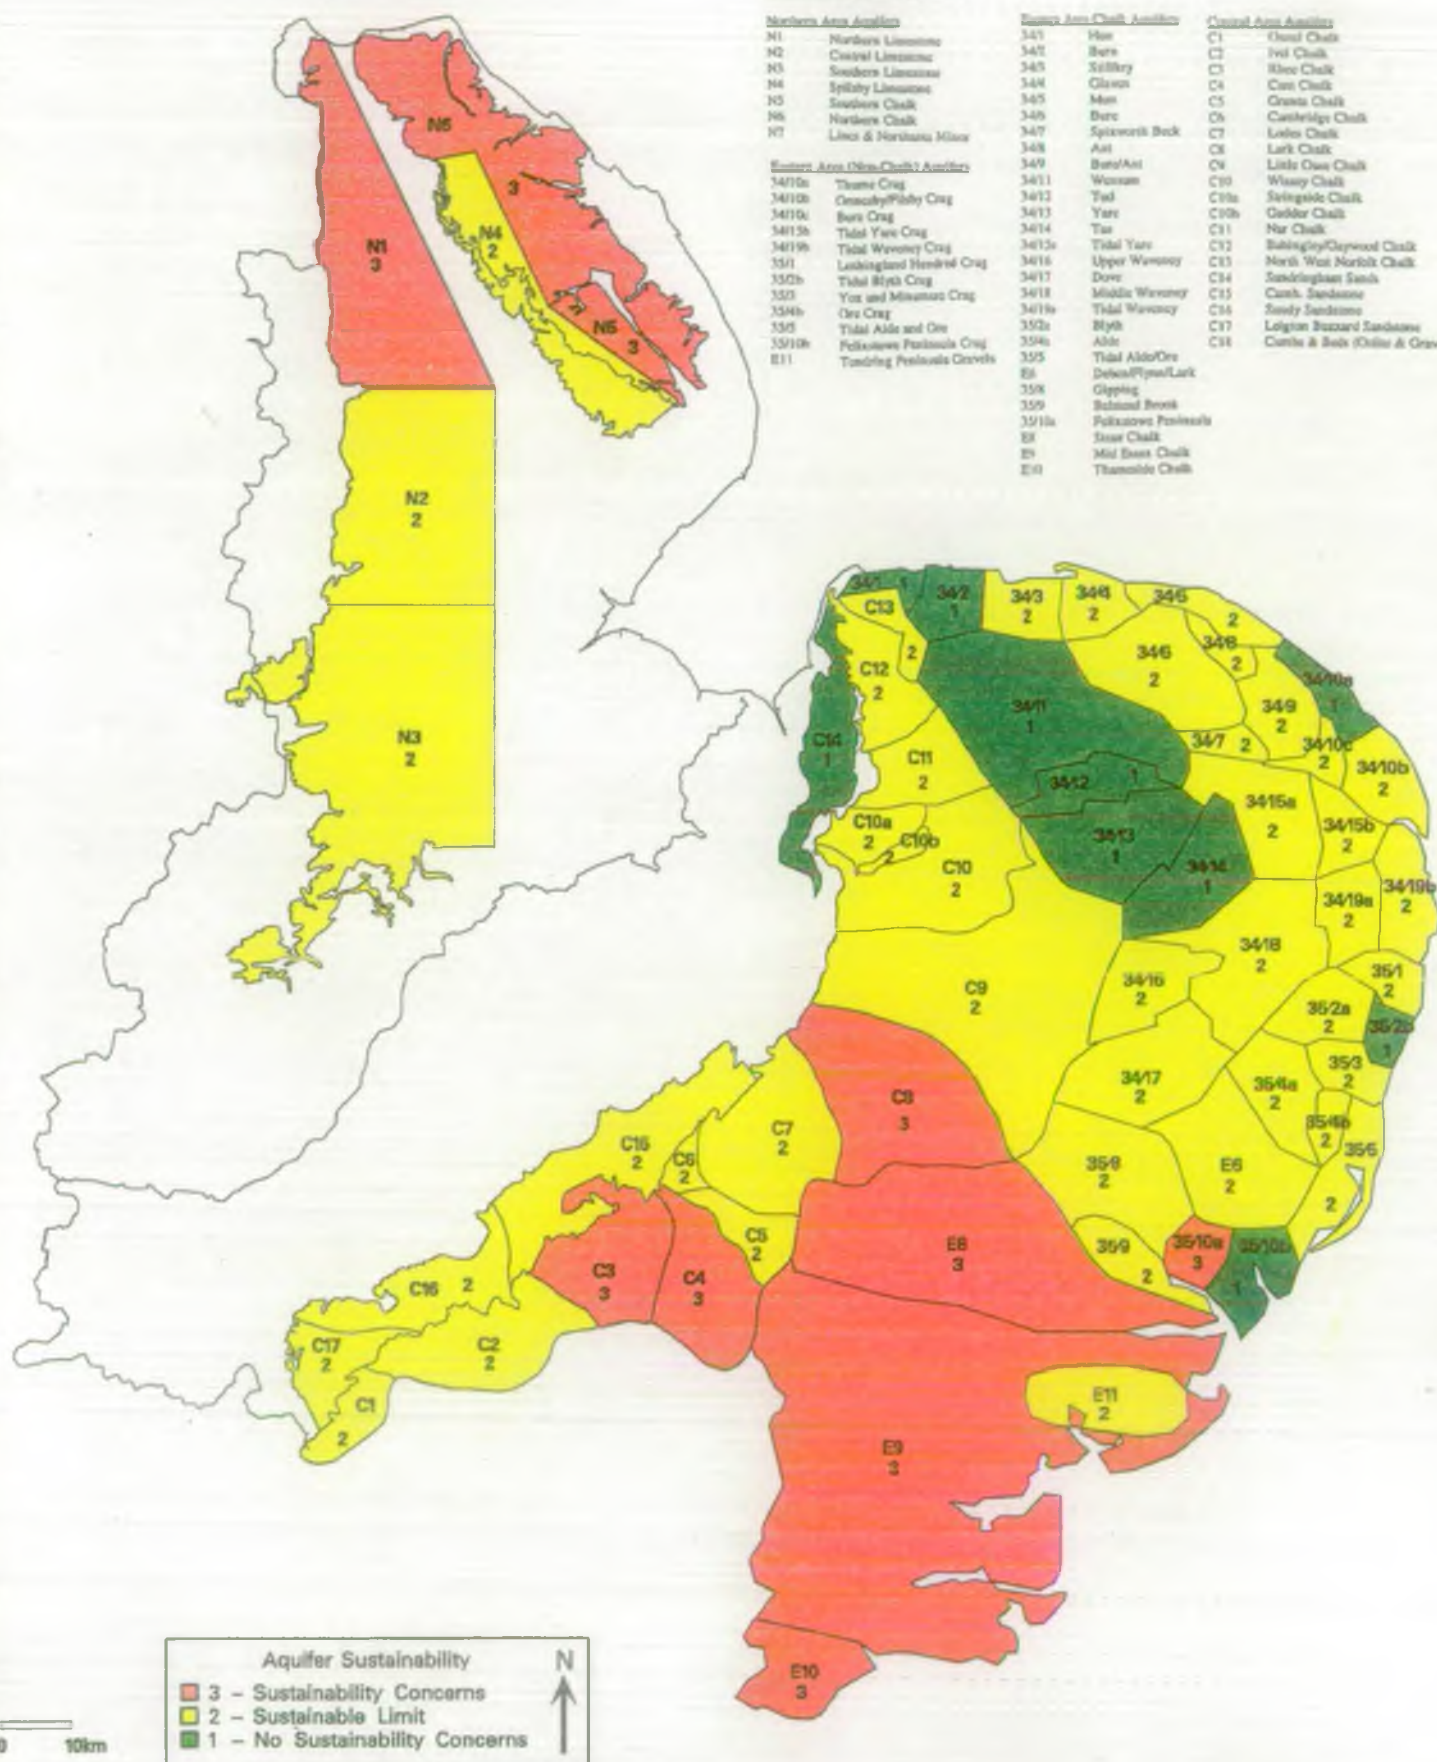 Northern Area Aquifers
N1 Northern Limestone
N2 Central Limestone
N3 Southern Limestone
N4 Spilsby Limestone
N5 Southern Chalk
N6 Northern Chalk
N7 Lincs & Northants Minor
Eastern Area (Non-Chalk) Aquifers
34/10a Thurne Crag
34/10b Ormesby/Filsby Crag
34/10c Bure Crag
34/15b Tidal Yare Crag
34/19b Tidal Waveney Crag
35/1 Lothingland Hundred Crag
35/2b Tidal Blyth Crag
35/3 Yox and Minsmere Crag
35/4b Ore Crag
35/5 Tidal Alde and Ore
35/10b Felixstowe Peninsula Crag
E11 Tendring Peninsula Gravels
Eastern Area Chalk Aquifers
34/1 Hun
34/2 Burn
34/3 Stiffkey
34/4 Glaven
34/5 Mun
34/6 Bure
34/7 Spixworth Beck
34/8 Ant
34/9 Bure/Ant
34/11 Wensum
34/12 Tud
34/13 Yare
34/14 Tas
34/15a Tidal Yare
34/16 Upper Waveney
34/17 Dove
34/18 Middle Waveney
34/19a Tidal Waveney
35/2a Blyth
35/4a Alde
35/5 Tidal Alde/Ore
E6 Deben/Flynn/Lark
35/8 Gipping
35/9 Belstead Brook
35/10a Felixstowe Peninsula
E8 Stour Chalk
E9 Mid Essex Chalk
E10 Thameside Chalk
Central Area Aquifers
C1 Ouzel Chalk
C2 Ivel Chalk
C3 Rhee Chalk
C4 Cam Chalk
C5 Granta Chalk
C6 Cambridge Chalk
C7 Lodes Chalk
C8 Lark Chalk
C9 Little Ouse Chalk
C10 Wissey Chalk
C10a Stringside Chalk
C10b Gadder Chalk
C11 Nar Chalk
C12 Babingley/Gaywood Chalk
C13 North West Norfolk Chalk
C14 Sandringham Sands
C15 Camb. Sandstone
C16 Sandy Sandstone
C17 Leigton Buzzard Sandstone
C18 Cambs & Beds (Oolite & Grav
N6
3
N4
2
N1
3
N5
3
N2
2
N3
2
34/1 1
34/2
1
34/3
2
34/4
2
34/5
2
C13
2
34/8
2
34/6
2
C12
2
34/10a
1
34/9
2
34/11
1
34/7 2
34/10c
2
34/10b
2
C14
1
C11
2
34/12 1
34/15a
2
34/15b
2
C10a
2
C10b
2
34/13
1
C10
2
34/14
1
34/19a
2
34/19b
2
34/18
2
35/1
2
34/16
2
C9
2
35/2a
2
35/2b
1
35/3
2
34/17
2
35/4a
2
C8
3
35/4b
2
C7
2
C15
2
35/5
2
C6
2
35/8
2
E6
2
C5
2
E8
3
35/9
2
35/10a
3
35/10b
1
C3
3
C4
3
C16 2
C17
2
C2
2
C1
2
E11
2
E9
3
E10
3
Aquifer Sustainability
N
3 - Sustainability Concerns
2 - Sustainable Limit
1 - No Sustainability Concerns
0 10km